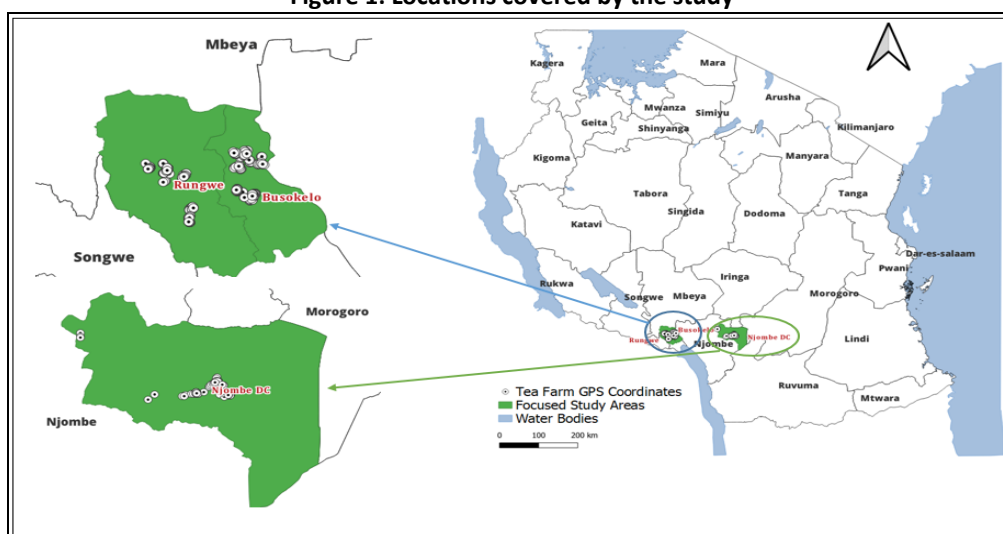 Figure 1: Locations covered by the study
Mbeya
Rungwe
Busokelo
Songwe
Morogoro
Njombe DC
Njombe
Kagera
Mara
Arusha
Mwanza
Simiyu
Geita
Shinyanga
Kilimanjaro
Kigoma
Manyara
Tabora
Tanga
Singida
Dodoma
Katavi
Dar-es-salaam
Pwani
Iringa
Rukwa
Morogoro
Songwe
Mbeya
Lindi
Busokelo
Rungwe
Njombe
Njombe DC
Ruvuma
Mtwara
Tea Farm GPS Coordinates
Focused Study Areas
Water Bodies
0 100 200 km